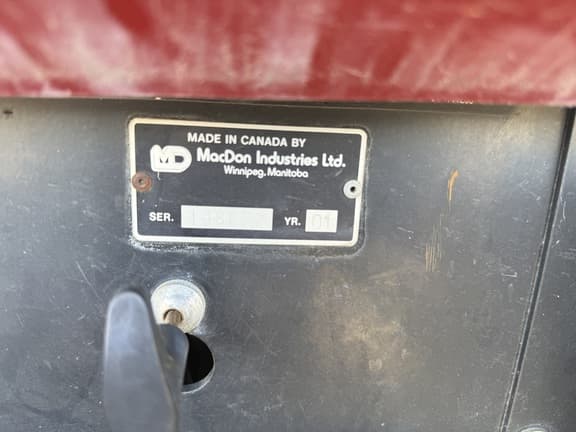 MADE IN CANADA BY
MD MacDon Industries Ltd.
Winnipeg, Manitoba
SER. YR. 01